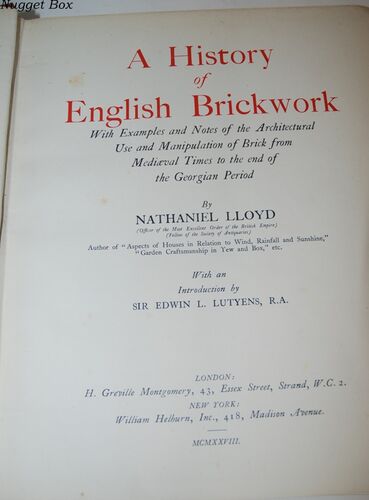 Nugget Box
A History
of
English Brickwork
With Examples and Notes of the Architectural
Use and Manipulation of Brick from
Mediæval Times to the end of
the Georgian Period
By
NATHANIEL LLOYD
(Officer of the Most Excellent Order of the British Empire)
(Fellow of the Society of Antiquaries)
Author of "Aspects of Houses in Relation to Wind, Rainfall and Sunshine,"
"Garden Craftsmanship in Yew and Box," etc.
With an
Introduction by
SIR EDWIN L. LUTYENS, R.A.
LONDON:
H. Greville Montgomery, 43, Essex Street, Strand, W.C. 2.
NEW YORK:
William Helburn, Inc., 418, Madison Avenue.
MCMXXVIII.